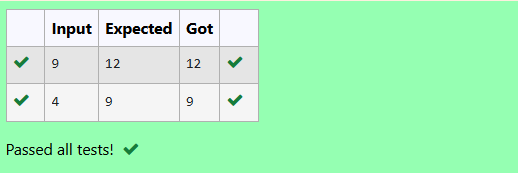 Input Expected Got
9 12 12
4 9 9
Passed all tests!